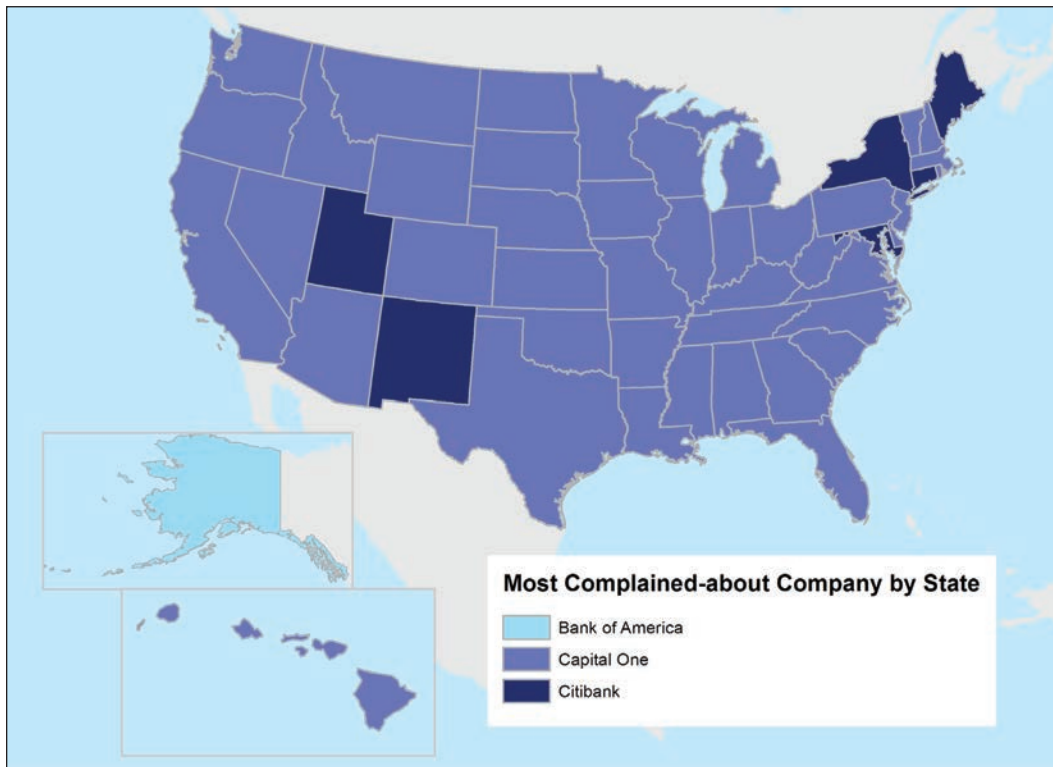 Most Complained-about Company by State
Bank of America
Capital One
Citibank